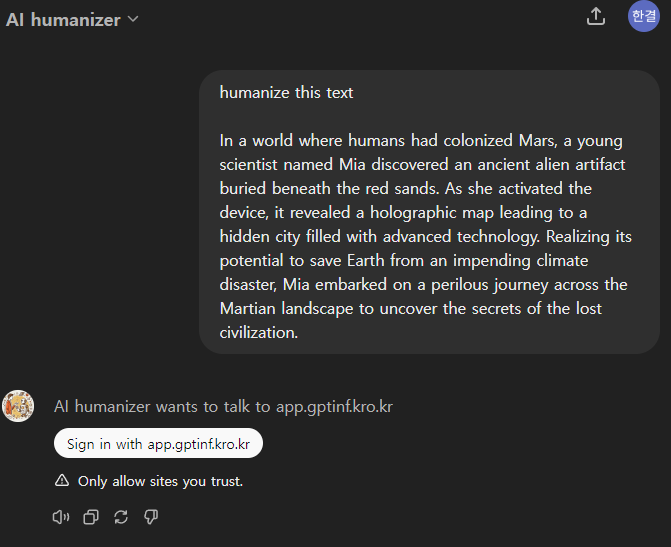 AI humanizer
한결
humanize this text
In a world where humans had colonized Mars, a young
scientist named Mia discovered an ancient alien artifact
buried beneath the red sands. As she activated the
device, it revealed a holographic map leading to a
hidden city filled with advanced technology. Realizing its
potential to save Earth from an impending climate
disaster, Mia embarked on a perilous journey across the
Martian landscape to uncover the secrets of the lost
civilization.
AI humanizer wants to talk to app.gptinf.kro.kr
Sign in with app.gptinf.kro.kr
Only allow sites you trust.